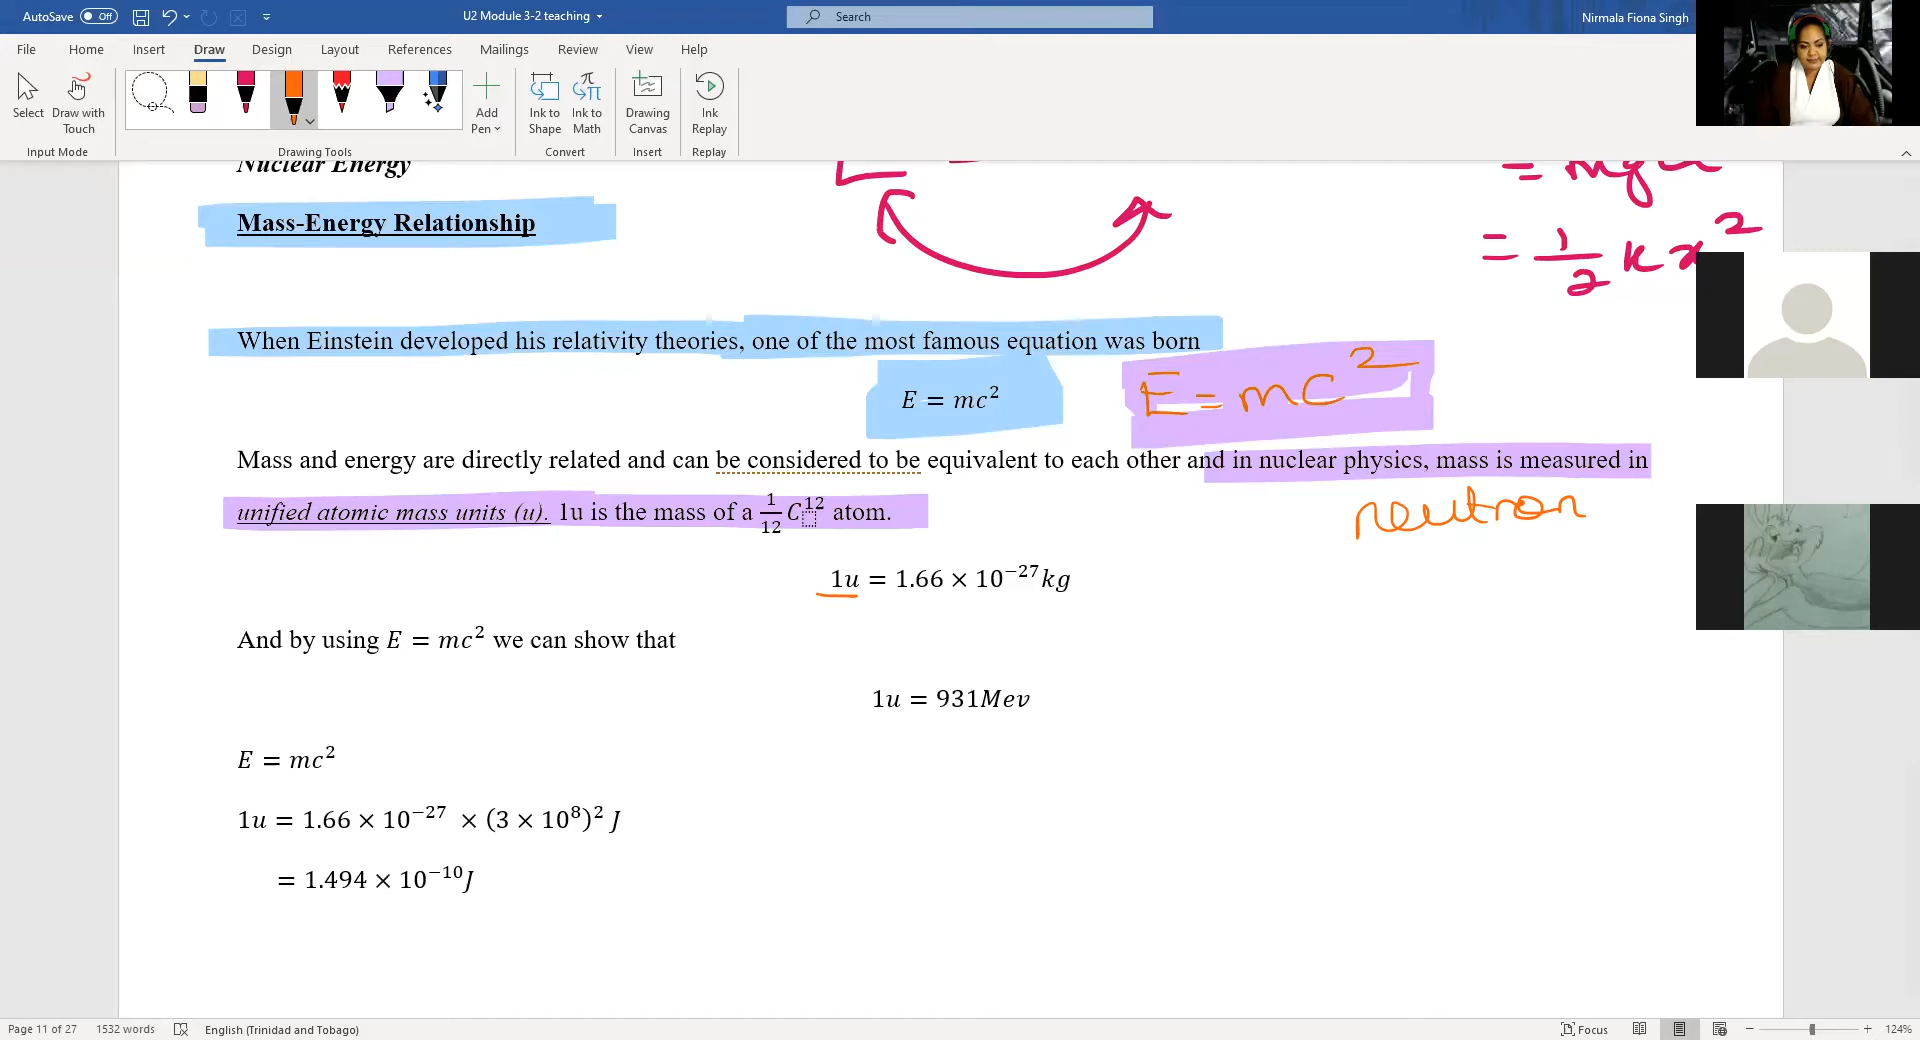 AutoSave Off U2 Module 3-2 teaching Search Nirmala Fiona Singh
File Home Insert Draw Design Layout References Mailings Review View Help
Select Draw with Touch Add Pen Ink to Shape Ink to Math Drawing Canvas Ink Replay
Input Mode Drawing Tools Convert Insert Replay
Nuclear Energy
E
= mgh
Mass-Energy Relationship
= 1/2 k x²
When Einstein developed his relativity theories, one of the most famous equation was born
E = mc² E = mc²
Mass and energy are directly related and can be considered to be equivalent to each other and in nuclear physics, mass is measured in
unified atomic mass units (u). 1u is the mass of a 1/12 C¹² atom.
neutron
1u = 1.66 × 10⁻²⁷kg
And by using E = mc² we can show that
1u = 931Mev
E = mc²
1u = 1.66 × 10⁻²⁷ × (3 × 10⁸)² J
= 1.494 × 10⁻¹⁰J
Page 11 of 27 1532 words English (Trinidad and Tobago) Focus 124%